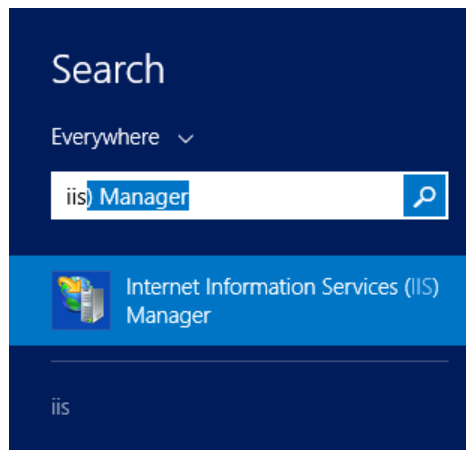 Search
Everywhere
iis) Manager
Internet Information Services (IIS)
Manager
iis